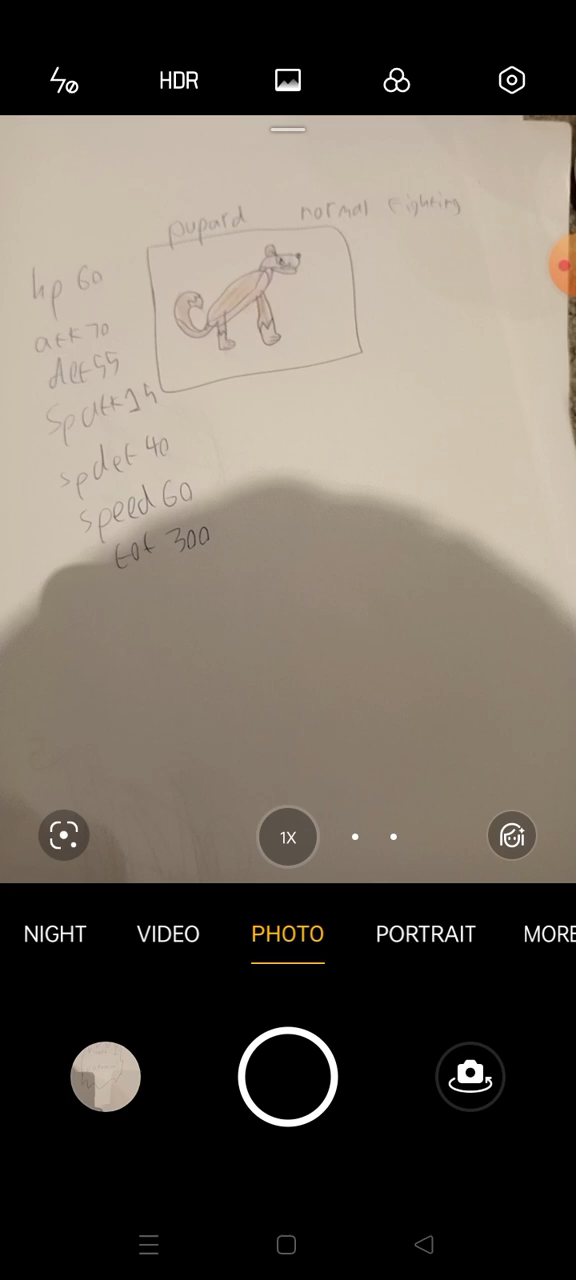 HDR
pupard normal fighting
hp 60
atk 70
def 55
spatk
spdef 40
speed 60
tot 300
1X
NIGHT VIDEO PHOTO PORTRAIT MORE